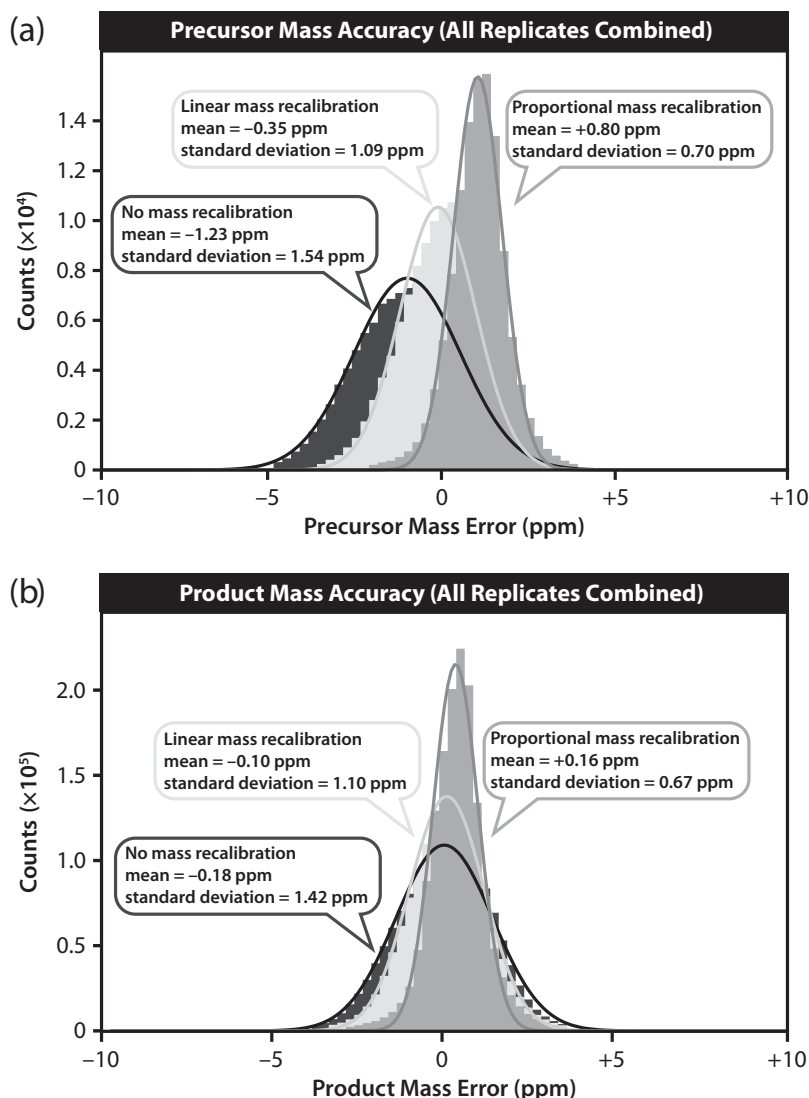 (a)
Precursor Mass Accuracy (All Replicates Combined)
Linear mass recalibration
mean = –0.35 ppm
standard deviation = 1.09 ppm
Proportional mass recalibration
mean = +0.80 ppm
standard deviation = 0.70 ppm
No mass recalibration
mean = –1.23 ppm
standard deviation = 1.54 ppm
Counts (×10⁴)
1.4
1.2
1.0
0.8
0.6
0.4
0.2
0
–10
–5
0
+5
+10
Precursor Mass Error (ppm)
(b)
Product Mass Accuracy (All Replicates Combined)
Linear mass recalibration
mean = –0.10 ppm
standard deviation = 1.10 ppm
Proportional mass recalibration
mean = +0.16 ppm
standard deviation = 0.67 ppm
No mass recalibration
mean = –0.18 ppm
standard deviation = 1.42 ppm
Counts (×10⁵)
2.0
1.5
1.0
0.5
0
–10
–5
0
+5
+10
Product Mass Error (ppm)